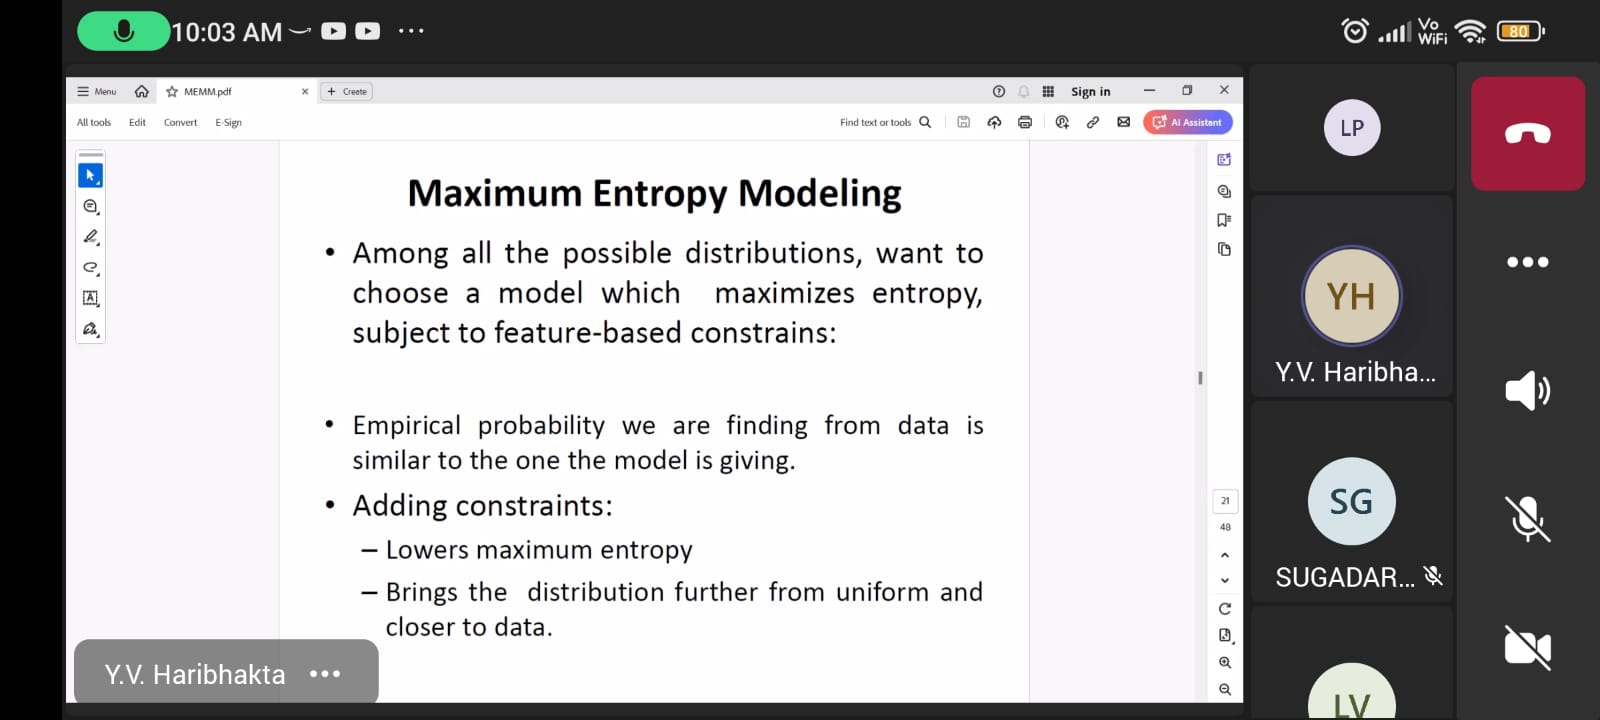 10:03 AM
Vo
WiFi
80
Menu
MEMM.pdf
+ Create
Sign in
All tools
Edit
Convert
E-Sign
Find text or tools
AI Assistant
Maximum Entropy Modeling
• Among all the possible distributions, want to
choose a model which maximizes entropy,
subject to feature-based constrains:
• Empirical probability we are finding from data is
similar to the one the model is giving.
• Adding constraints:
– Lowers maximum entropy
– Brings the distribution further from uniform and
closer to data.
21
48
Y.V. Haribhakta
LP
YH
Y.V. Haribha...
SG
SUGADAR...
LV